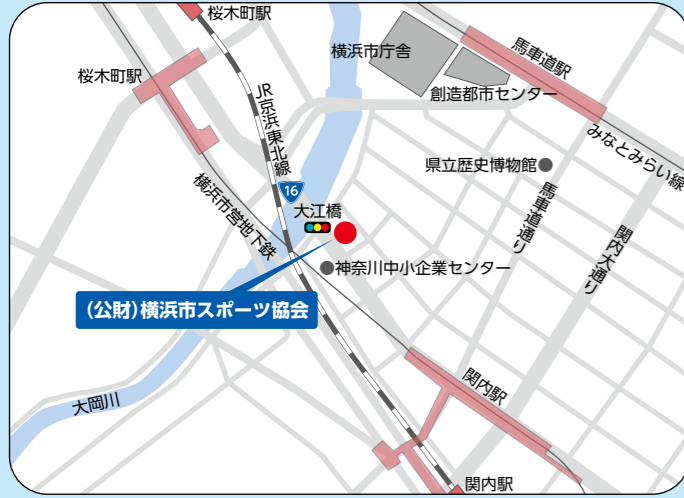 桜木町駅
横浜市庁舎
馬車道駅
桜木町駅
創造都市センター
JR京浜東北線
みなとみらい線
県立歴史博物館
16
横浜市営地下鉄
大江橋
馬車道通り
関内大通り
神奈川中小企業センター
(公財)横浜市スポーツ協会
大岡川
関内駅
関内駅